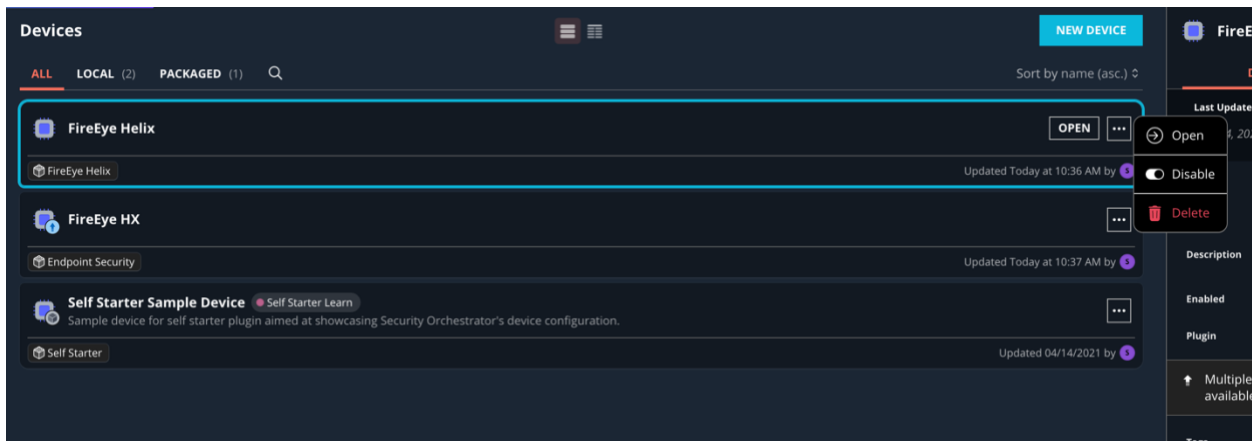 Devices
NEW DEVICE
ALL LOCAL (2) PACKAGED (1)
Sort by name (asc.)
FireEye Helix
OPEN
FireEye Helix
Updated Today at 10:36 AM by S
FireEye HX
Endpoint Security
Updated Today at 10:37 AM by S
Self Starter Sample Device Self Starter Learn
Sample device for self starter plugin aimed at showcasing Security Orchestrator's device configuration.
Self Starter
Updated 04/14/2021 by S
Open
Disable
Delete
FireE
Last Update
Description
Enabled
Plugin
Multiple
available